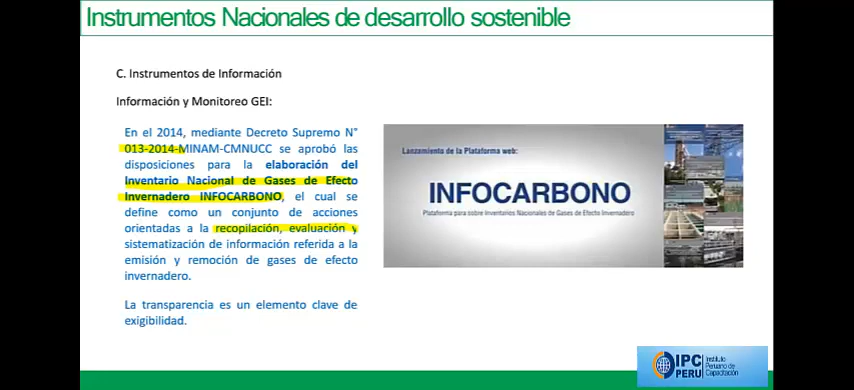 Instrumentos Nacionales de desarrollo sostenible
C. Instrumentos de Información
Información y Monitoreo GEI:
En el 2014, mediante Decreto Supremo N°
013-2014-MINAM-CMNUCC se aprobó las
disposiciones para la elaboración del
Inventario Nacional de Gases de Efecto
Invernadero INFOCARBONO, el cual se
define como un conjunto de acciones
orientadas a la recopilación, evaluación y
sistematización de información referida a la
emisión y remoción de gases de efecto
invernadero.
La transparencia es un elemento clave de
exigibilidad.
Lanzamiento de la Plataforma web:
INFOCARBONO
Plataforma para sobre Inventarios Nacionales de Gases de Efecto Invernadero
IPC
PERU
Instituto
Peruano de
Capacitación